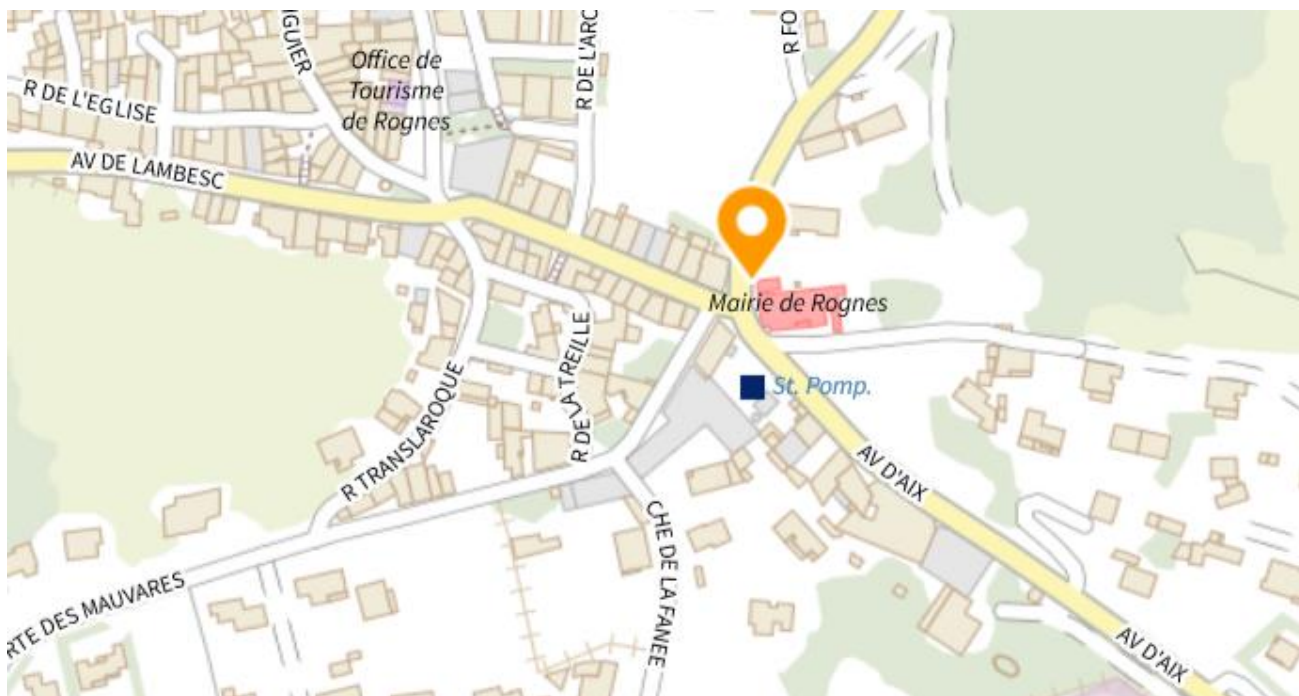 IGUIER
Office de
Tourisme
de Rognes
R DE L'ARC
R FO
R DE L'EGLISE
AV DE LAMBESC
Mairie de Rognes
R DE LA TREILLE
St. Pomp.
R TRANSLAROQUE
AV D'AIX
CHE DE LA FANEE
RTE DES MAUVARES
AV D'AIX